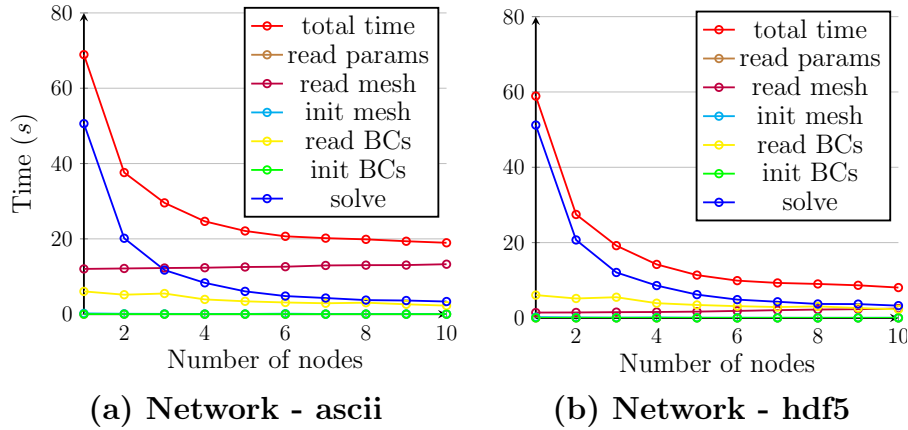 80
60
40
20
0
Time (s)
2
4
6
8
10
Number of nodes
total time
read params
read mesh
init mesh
read BCs
init BCs
solve
(a) Network - ascii
80
60
40
20
0
2
4
6
8
10
Number of nodes
total time
read params
read mesh
init mesh
read BCs
init BCs
solve
(b) Network - hdf5